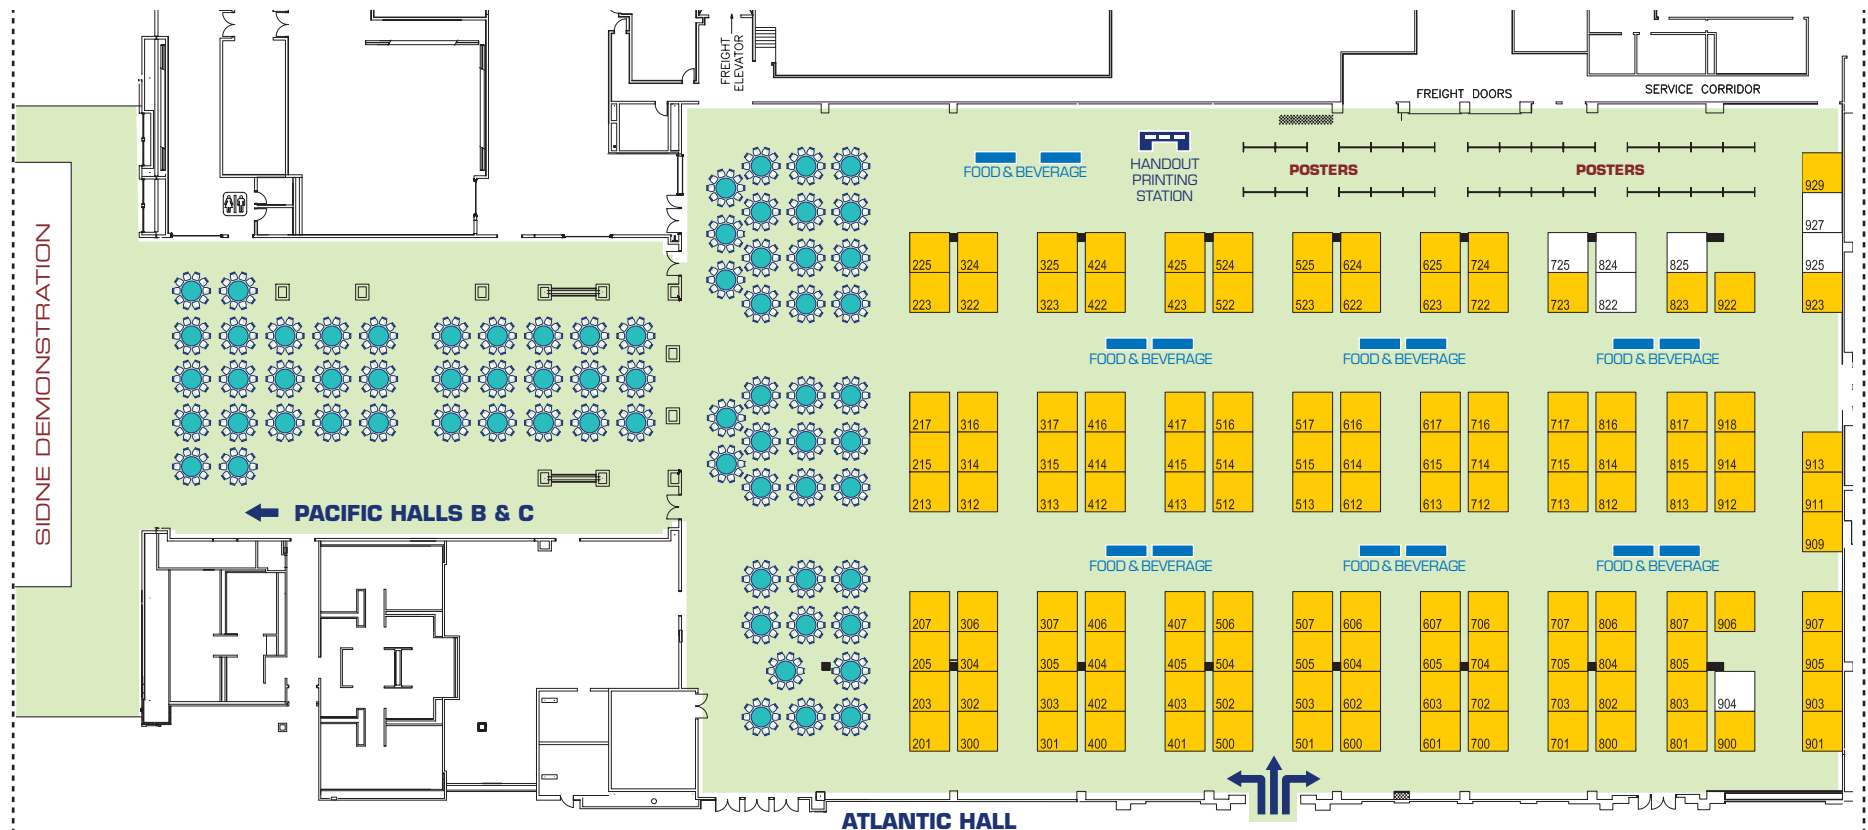 FREIGHT
ELEVATOR
FREIGHT DOORS
SERVICE CORRIDOR
FOOD & BEVERAGE
HANDOUT
PRINTING
STATION
POSTERS
POSTERS
929
927
225 324 325 424 425 524 525 624 625 724 725 824 825 925
223 322 323 422 423 522 523 622 623 722 723 822 823 922 923
SIDNE DEMONSTRATION
FOOD & BEVERAGE
FOOD & BEVERAGE
FOOD & BEVERAGE
217 316 317 416 417 516 517 616 617 716 717 816 817 918
215 314 315 414 415 514 515 614 615 714 715 814 815 914 913
213 312 313 412 413 512 513 612 613 712 713 812 813 912 911
PACIFIC HALLS B & C
909
FOOD & BEVERAGE
FOOD & BEVERAGE
FOOD & BEVERAGE
207 306 307 406 407 506 507 606 607 706 707 806 807 906 907
205 304 305 404 405 504 505 604 605 704 705 804 805 905
203 302 303 402 403 502 503 602 603 702 703 802 803 904 903
201 300 301 400 401 500 501 600 601 700 701 800 801 900 901
ATLANTIC HALL